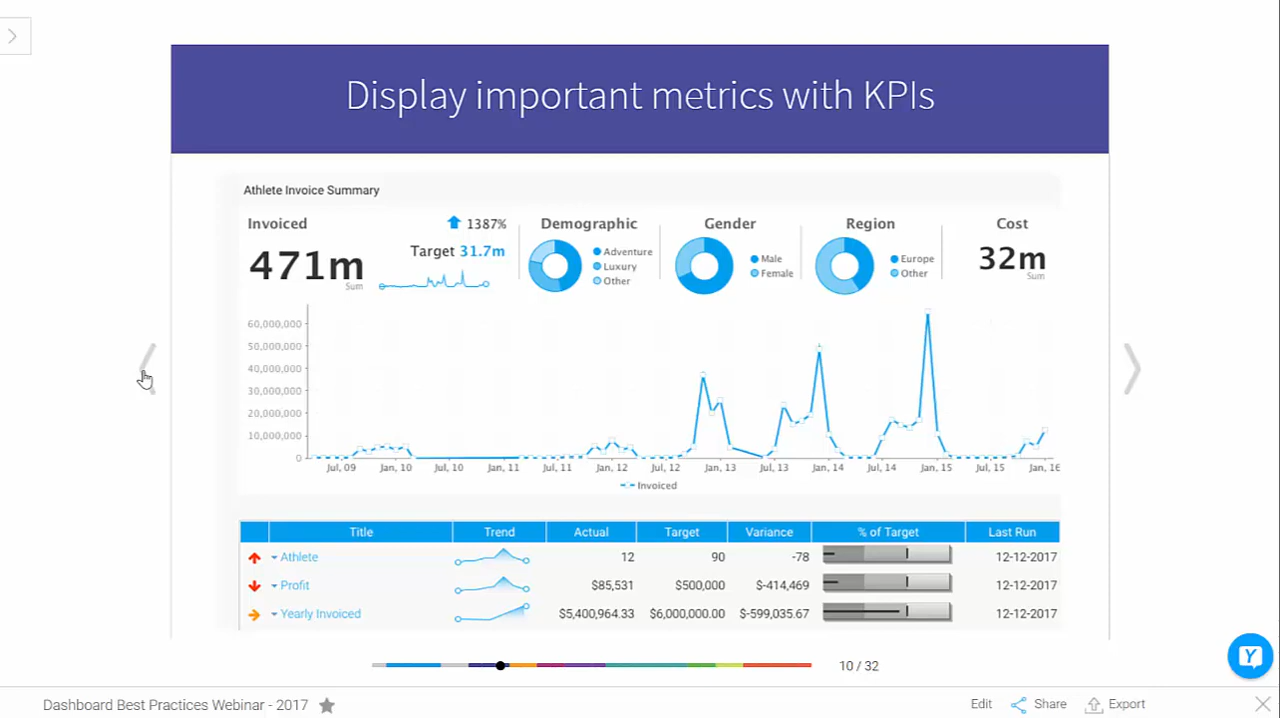 Display important metrics with KPIs
Athlete Invoice Summary
Invoiced
1387%
Target 31.7m
471m
Sum
Demographic
Adventure
Luxury
Other
Gender
Male
Female
Region
Europe
Other
Cost
32m
Sum
60,000,000
50,000,000
40,000,000
30,000,000
20,000,000
10,000,000
0
Jul, 09 Jan, 10 Jul, 10 Jan, 11 Jul, 11 Jan, 12 Jul, 12 Jan, 13 Jul, 13 Jan, 14 Jul, 14 Jan, 15 Jul, 15 Jan, 16
Invoiced
Title Trend Actual Target Variance % of Target Last Run
Athlete 12 90 -78 12-12-2017
Profit $85,531 $500,000 $-414,469 12-12-2017
Yearly Invoiced $5,400,964.33 $6,000,000.00 $-599,035.67 12-12-2017
10 / 32
Y
Dashboard Best Practices Webinar - 2017
Edit Share Export